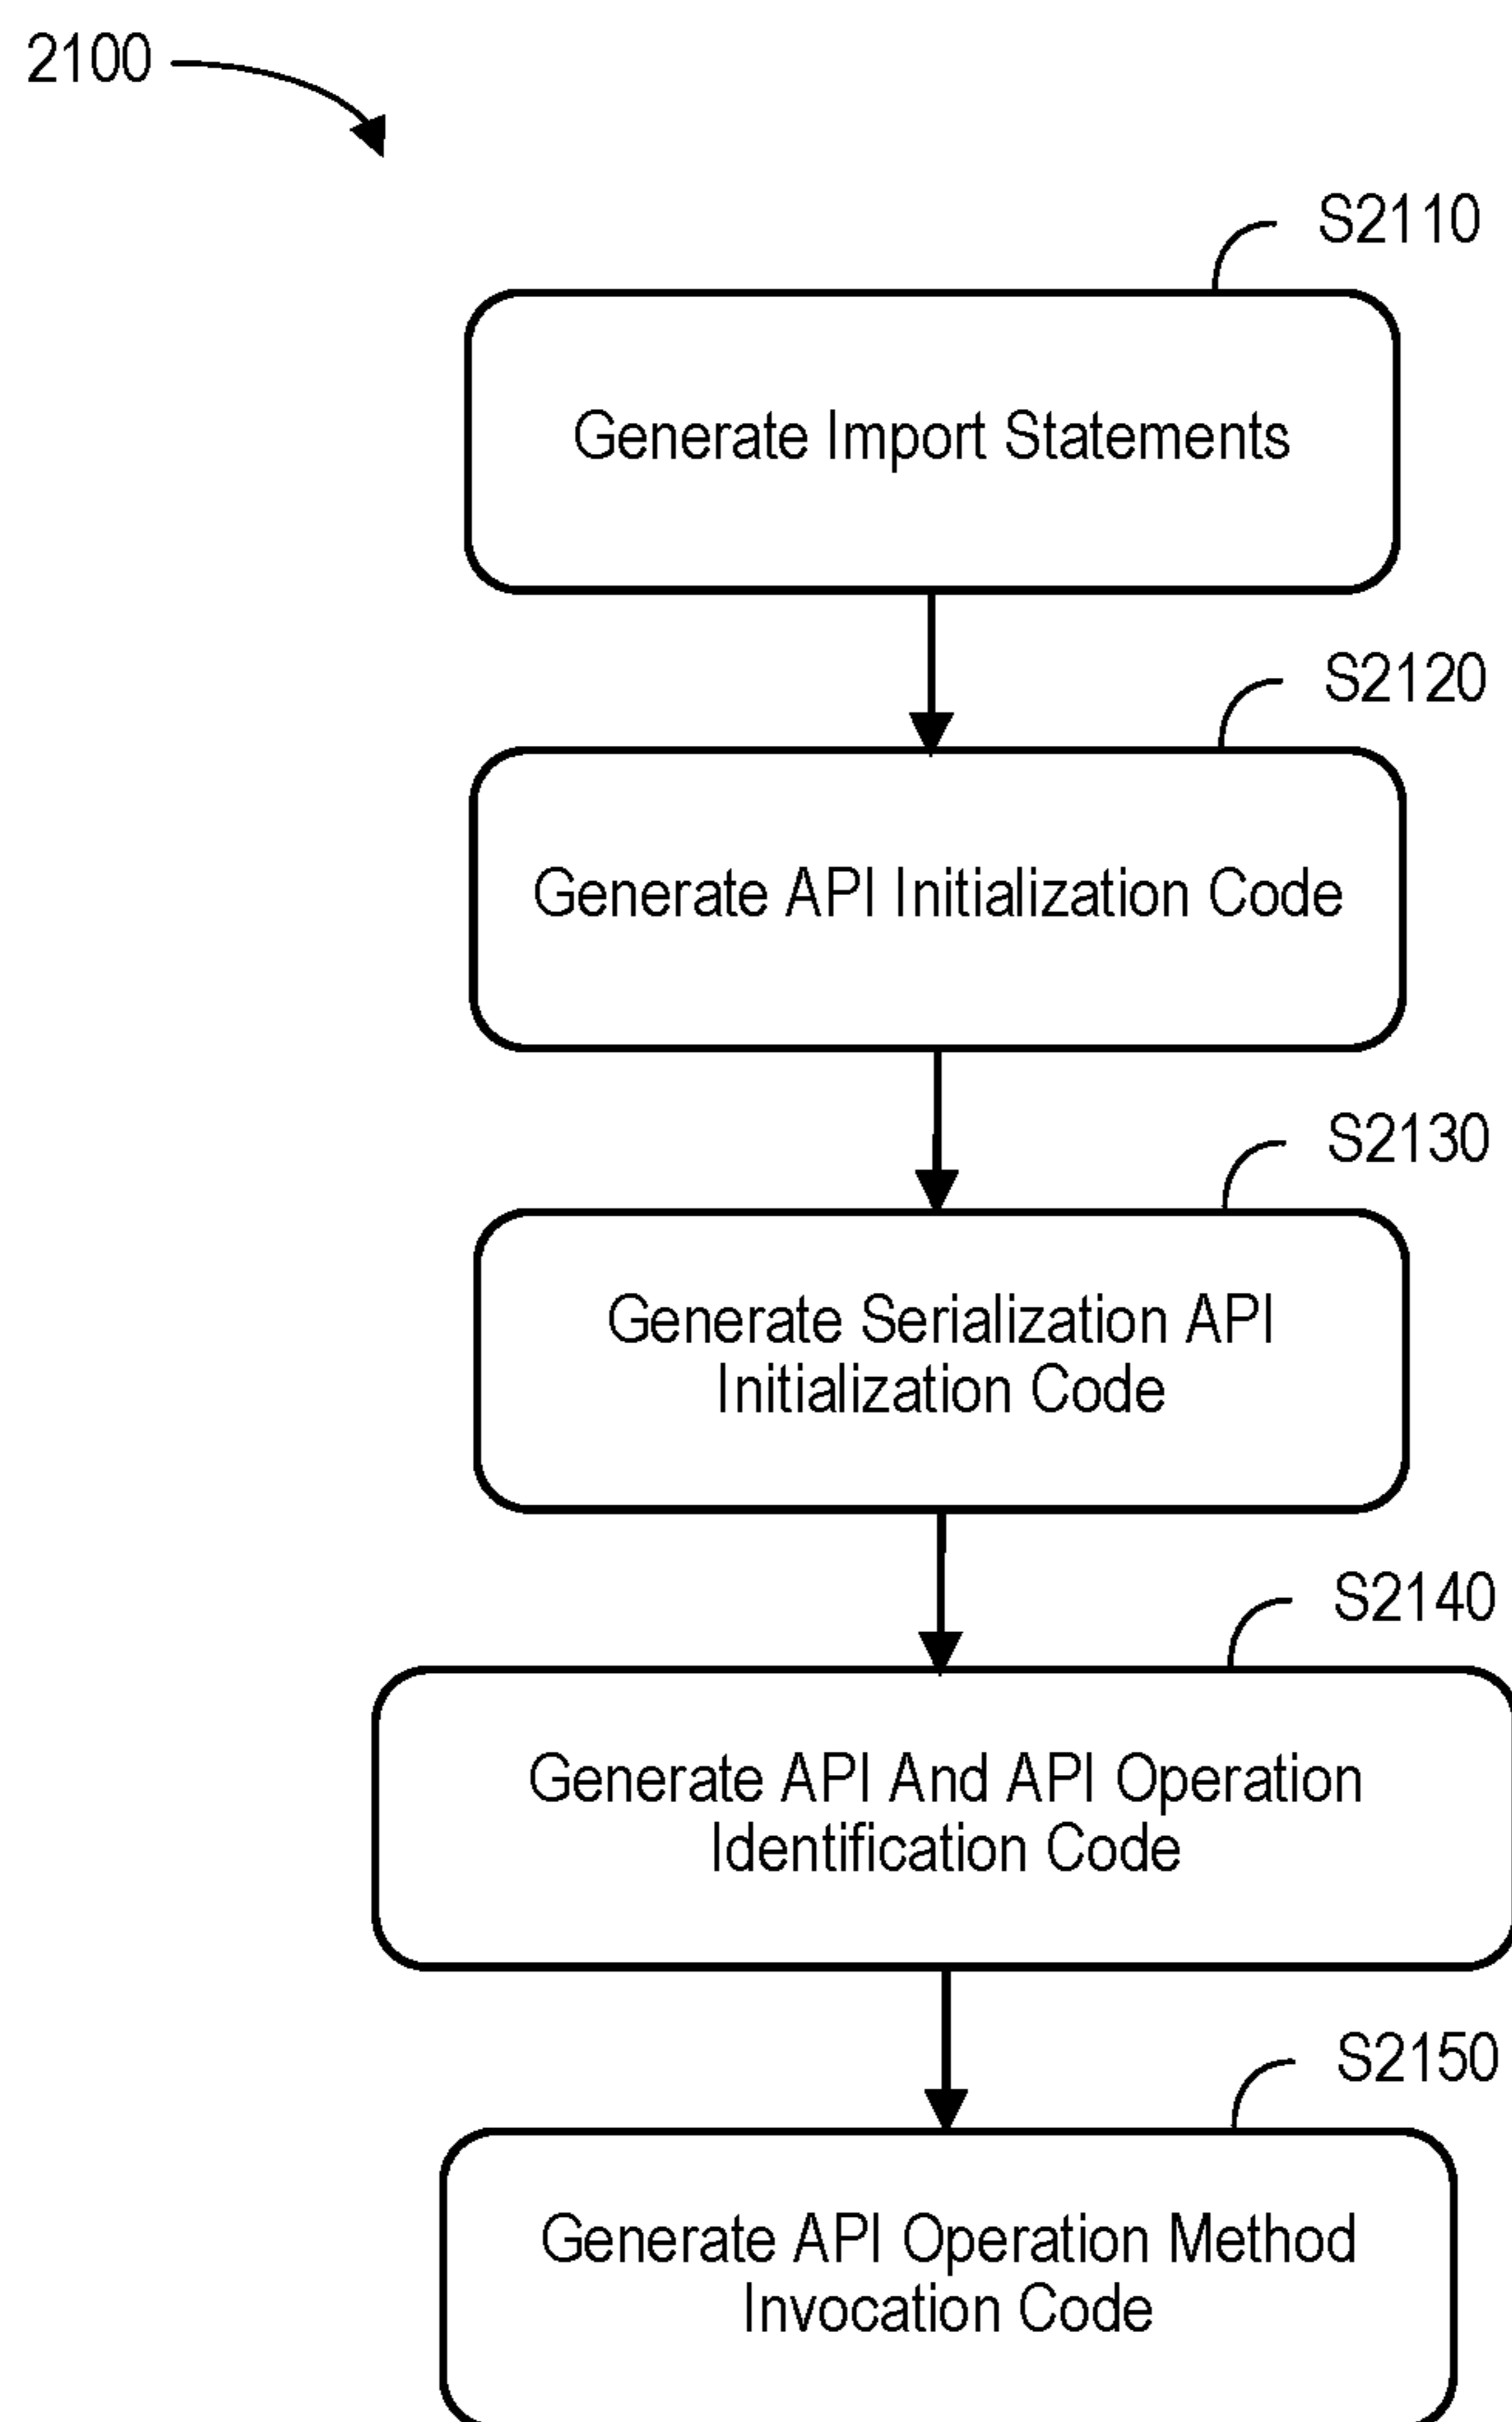 2100
S2110
Generate Import Statements
S2120
Generate API Initialization Code
S2130
Generate Serialization API
Initialization Code
S2140
Generate API And API Operation
Identification Code
S2150
Generate API Operation Method
Invocation Code